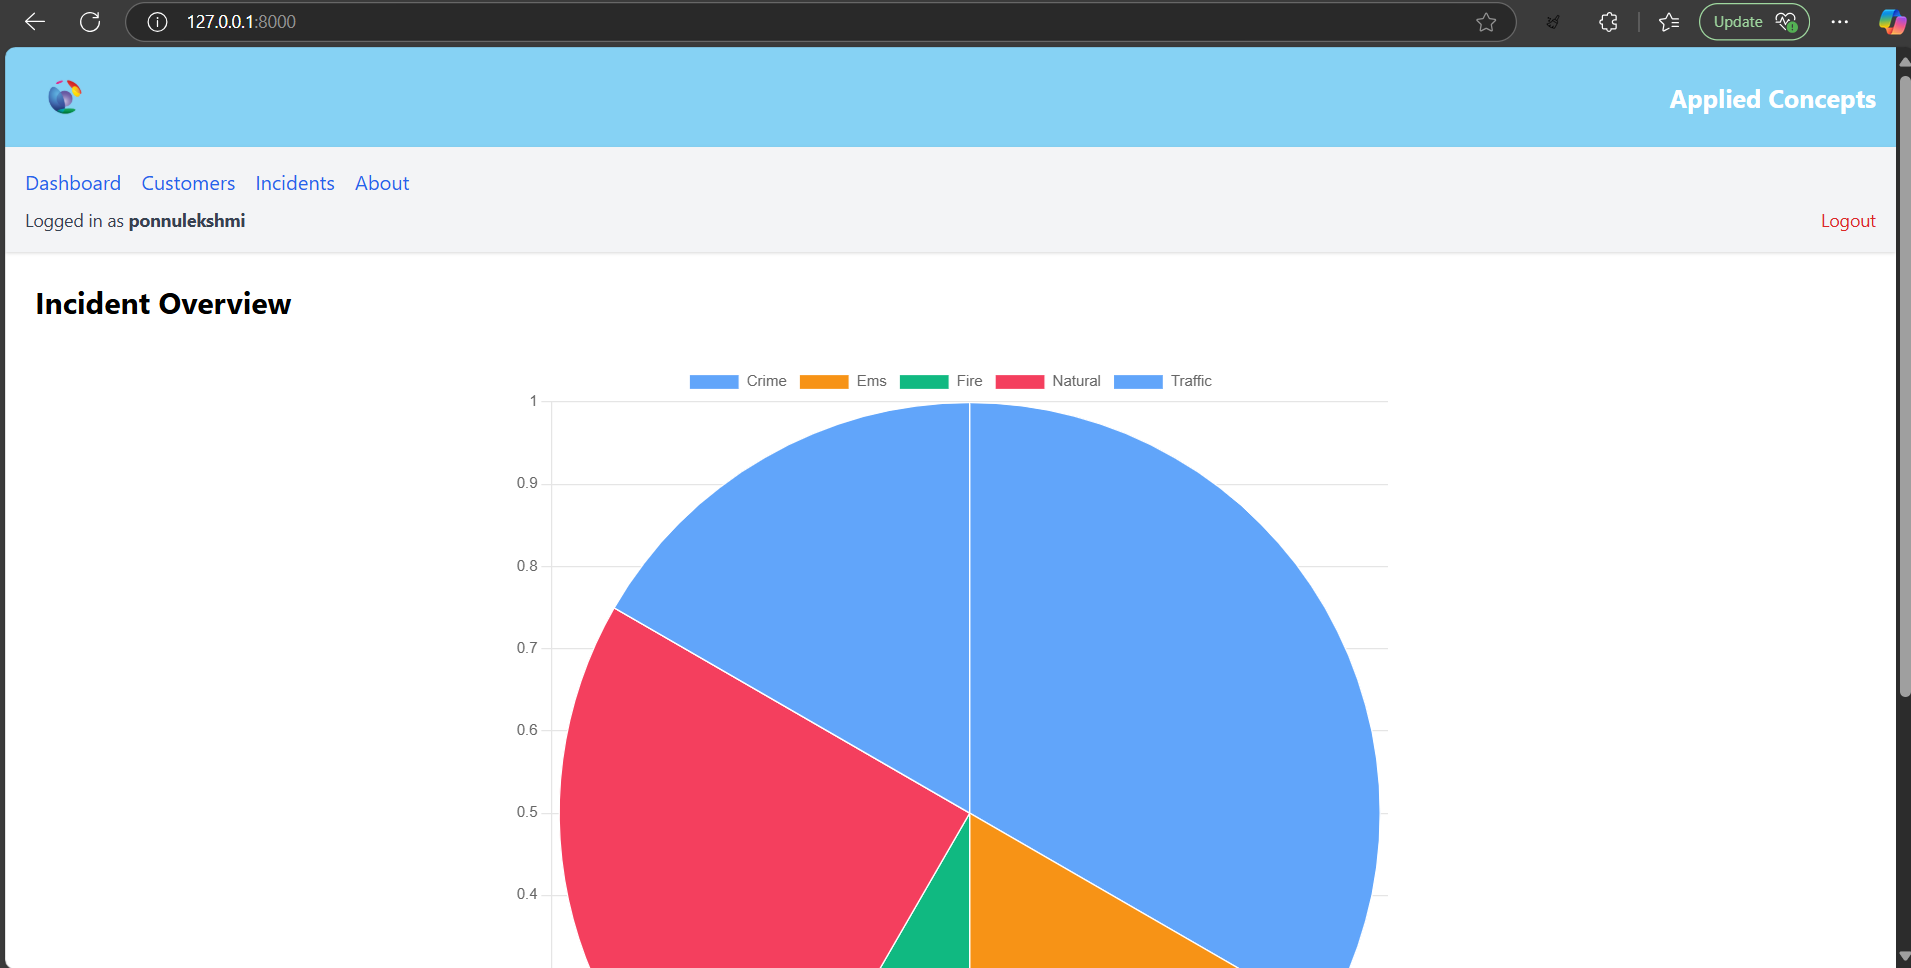 127.0.0.1:8000
Update
Applied Concepts
Dashboard Customers Incidents About
Logged in as ponnulekshmi
Logout
Incident Overview
Crime Ems Fire Natural Traffic
1
0.9
0.8
0.7
0.6
0.5
0.4